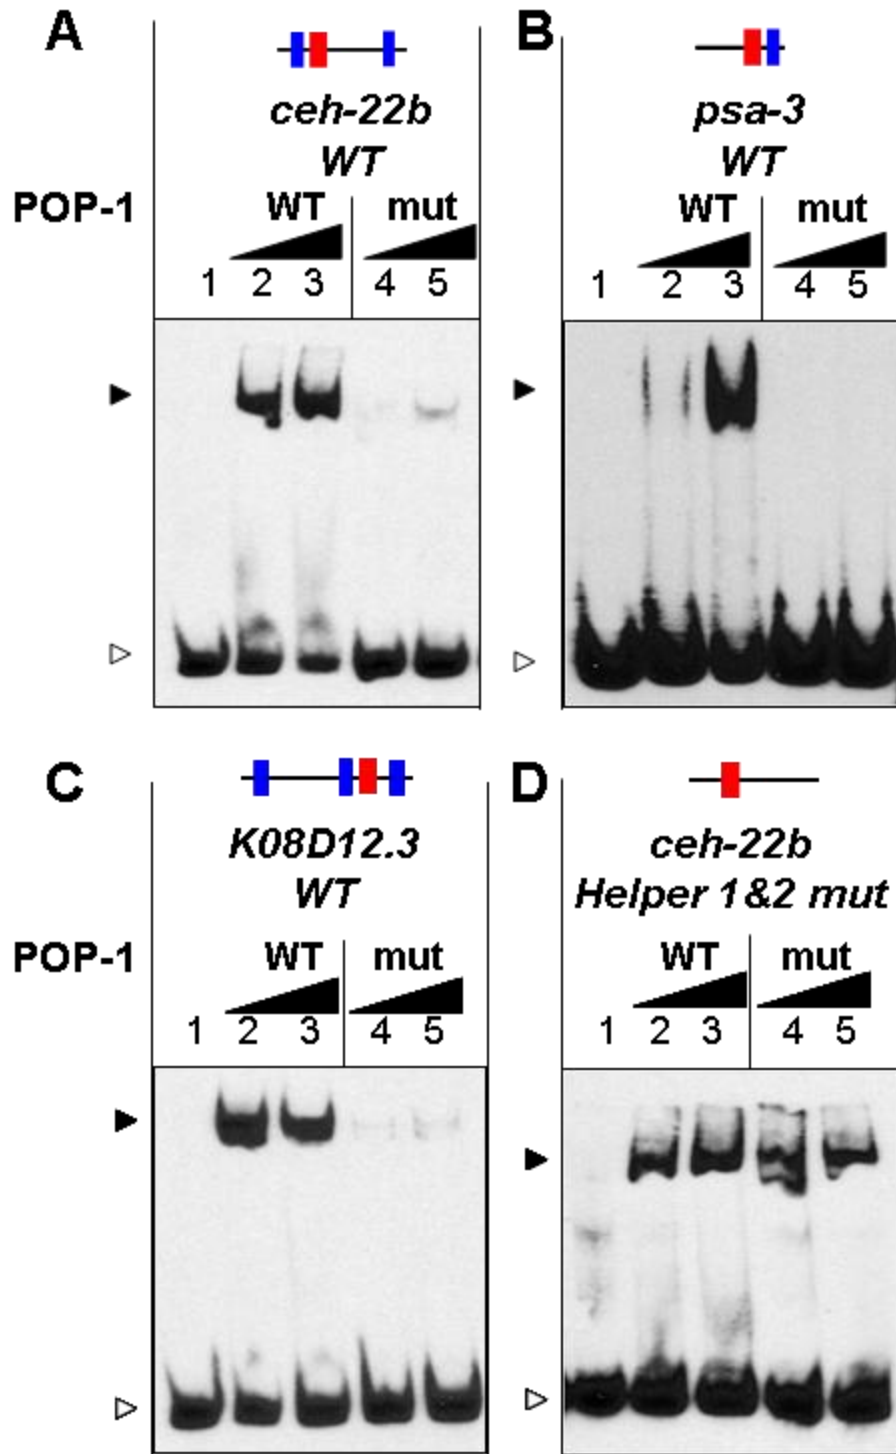 A
ceh-22b
WT
POP-1
WT mut
1 2 3 4 5
B
psa-3
WT
WT mut
1 2 3 4 5
C
K08D12.3
WT
POP-1
WT mut
1 2 3 4 5
D
ceh-22b
Helper 1&2 mut
WT mut
1 2 3 4 5